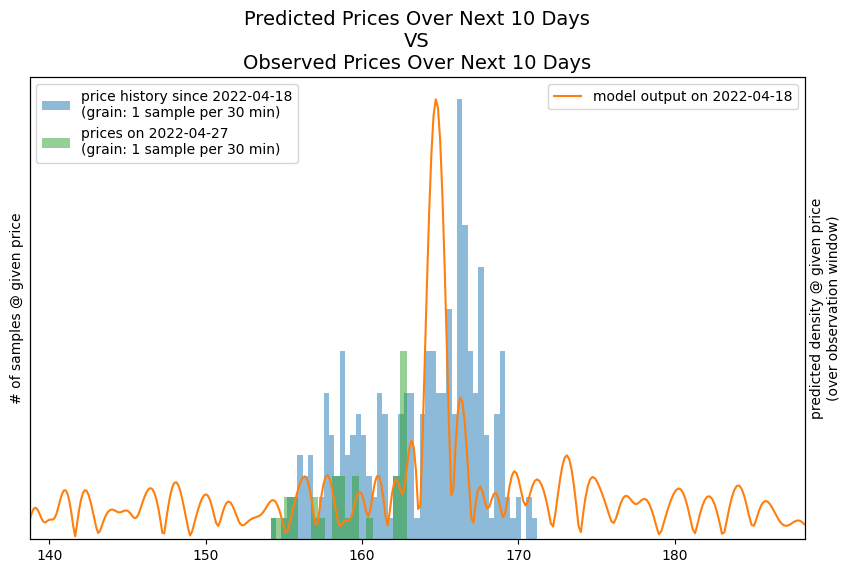 Predicted Prices Over Next 10 Days
VS
Observed Prices Over Next 10 Days
price history since 2022-04-18
(grain: 1 sample per 30 min)
prices on 2022-04-27
(grain: 1 sample per 30 min)
model output on 2022-04-18
# of samples @ given price
predicted density @ given price
(over observation window)
140
150
160
170
180